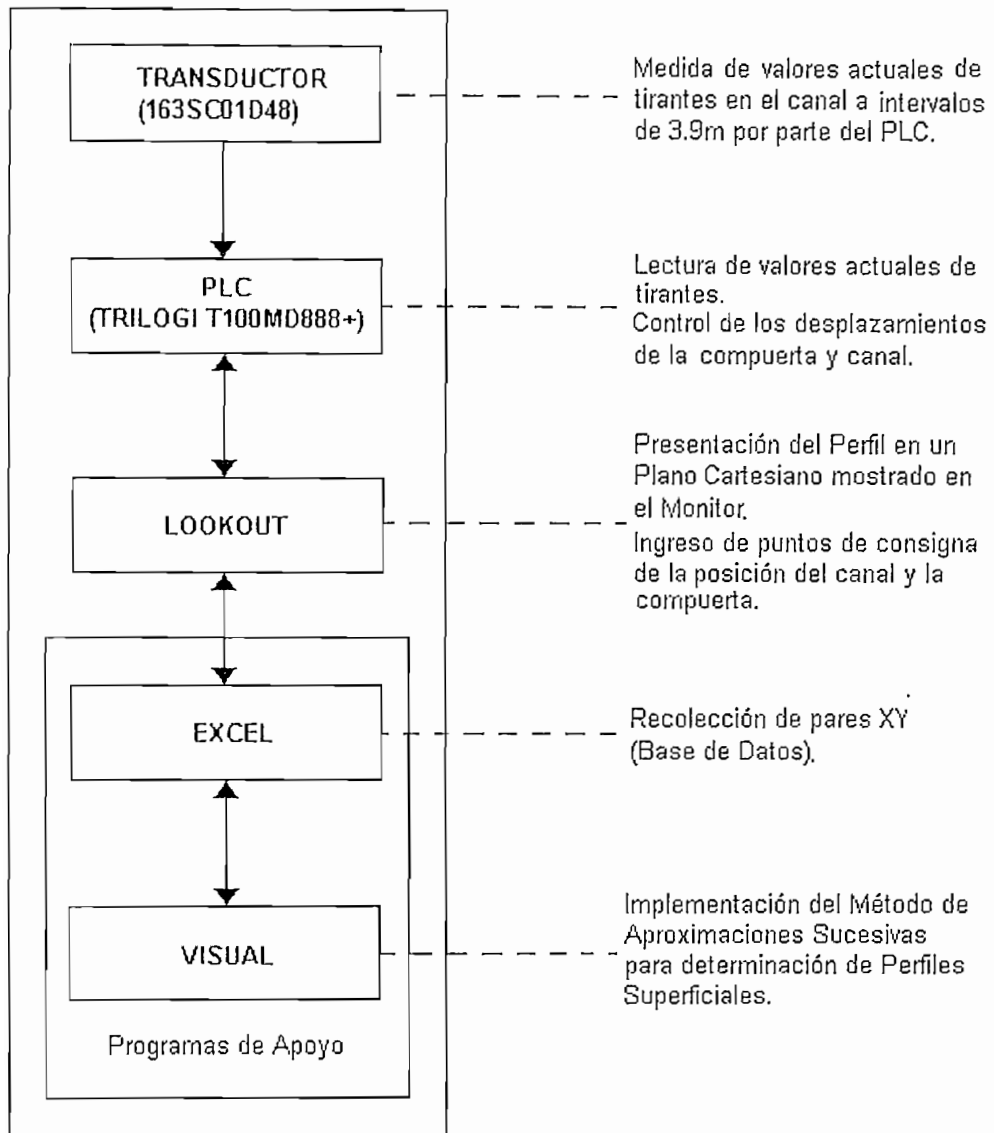 TRANSDUCTOR
(163SC01D48)
Medida de valores actuales de
tirantes en el canal a intervalos
de 3.9m por parte del PLC.
PLC
(TRILOGI T100MD888+)
Lectura de valores actuales de
tirantes.
Control de los desplazamientos
de la compuerta y canal.
LOOKOUT
Presentación del Perfil en un
Plano Cartesiano mostrado en
el Monitor.
Ingreso de puntos de consigna
de la posición del canal y la
compuerta.
EXCEL
Recolección de pares XY
(Base de Datos).
VISUAL
Implementación del Método de
Aproximaciones Sucesivas
para determinación de Perfiles
Superficiales.
Programas de Apoyo